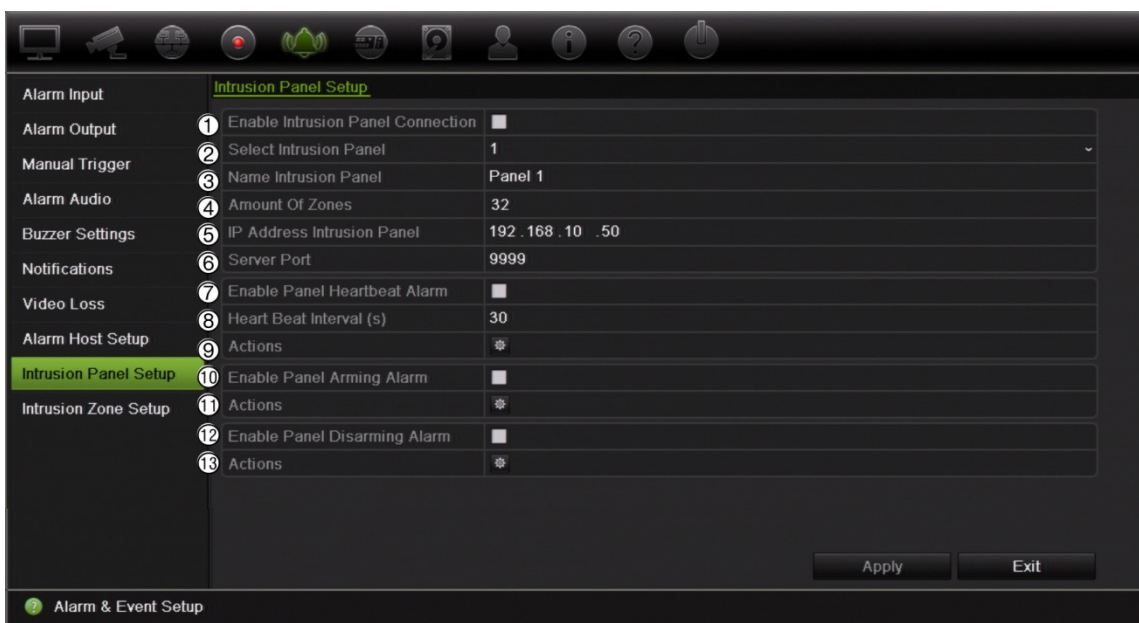 Alarm Input
Alarm Output
Manual Trigger
Alarm Audio
Buzzer Settings
Notifications
Video Loss
Alarm Host Setup
Intrusion Panel Setup
Intrusion Zone Setup
Intrusion Panel Setup
① Enable Intrusion Panel Connection
② Select Intrusion Panel 1
③ Name Intrusion Panel Panel 1
④ Amount Of Zones 32
⑤ IP Address Intrusion Panel 192 .168 .10 .50
⑥ Server Port 9999
⑦ Enable Panel Heartbeat Alarm
⑧ Heart Beat Interval (s) 30
⑨ Actions
⑩ Enable Panel Arming Alarm
⑪ Actions
⑫ Enable Panel Disarming Alarm
⑬ Actions
Apply Exit
? Alarm & Event Setup